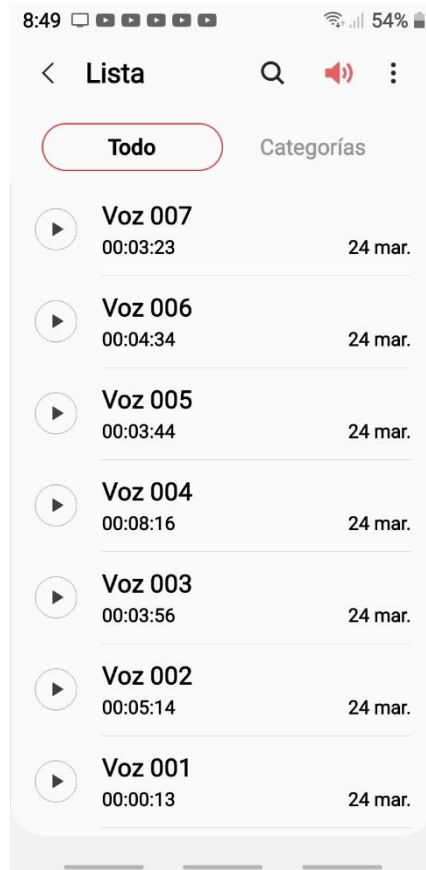 8:49 54%
Lista
Todo Categorías
Voz 007
00:03:23 24 mar.
Voz 006
00:04:34 24 mar.
Voz 005
00:03:44 24 mar.
Voz 004
00:08:16 24 mar.
Voz 003
00:03:56 24 mar.
Voz 002
00:05:14 24 mar.
Voz 001
00:00:13 24 mar.